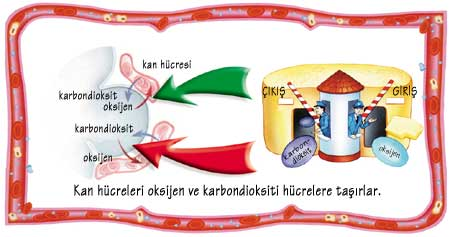 kan hücresi
karbondioksit
oksijen
karbondioksit
oksijen
ÇIKIŞ
GİRİŞ
karbon
dioksit
oksijen
Kan hücreleri oksijen ve karbondioksiti hücrelere taşırlar.